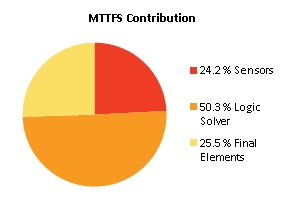 MTTFS Contribution
24.2 % Sensors
50.3 % Logic
Solver
25.5 % Final
Elements